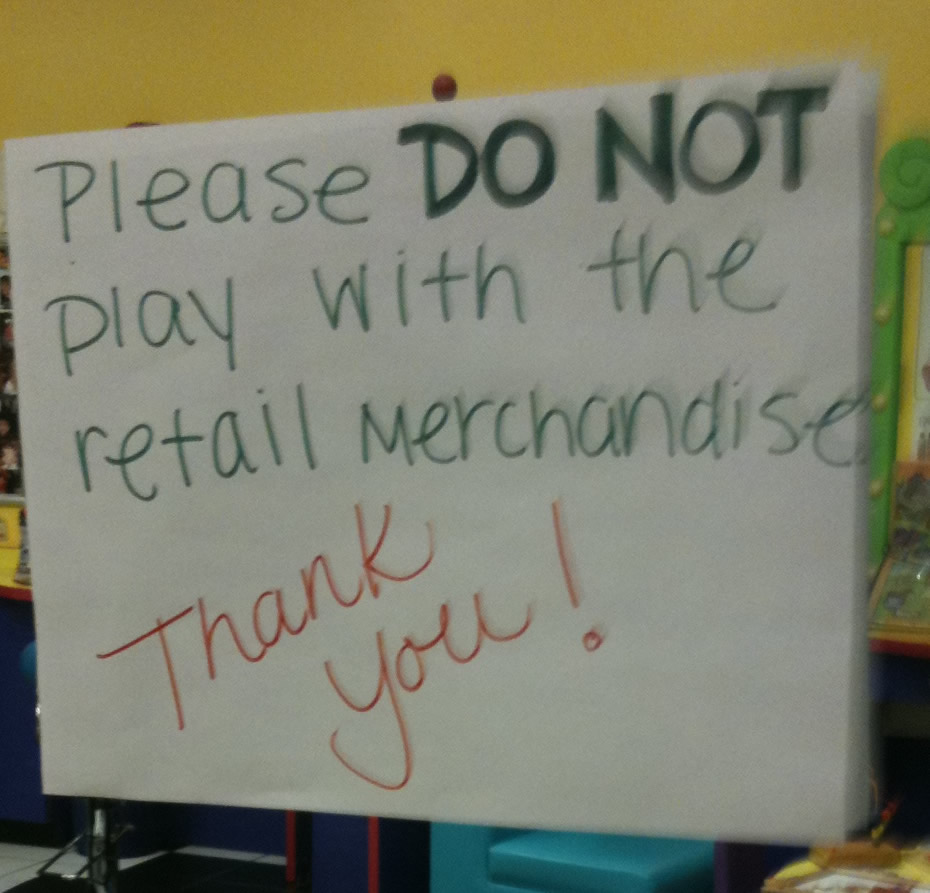 Please DO NOT
play with the
retail Merchandise
Thank
you!